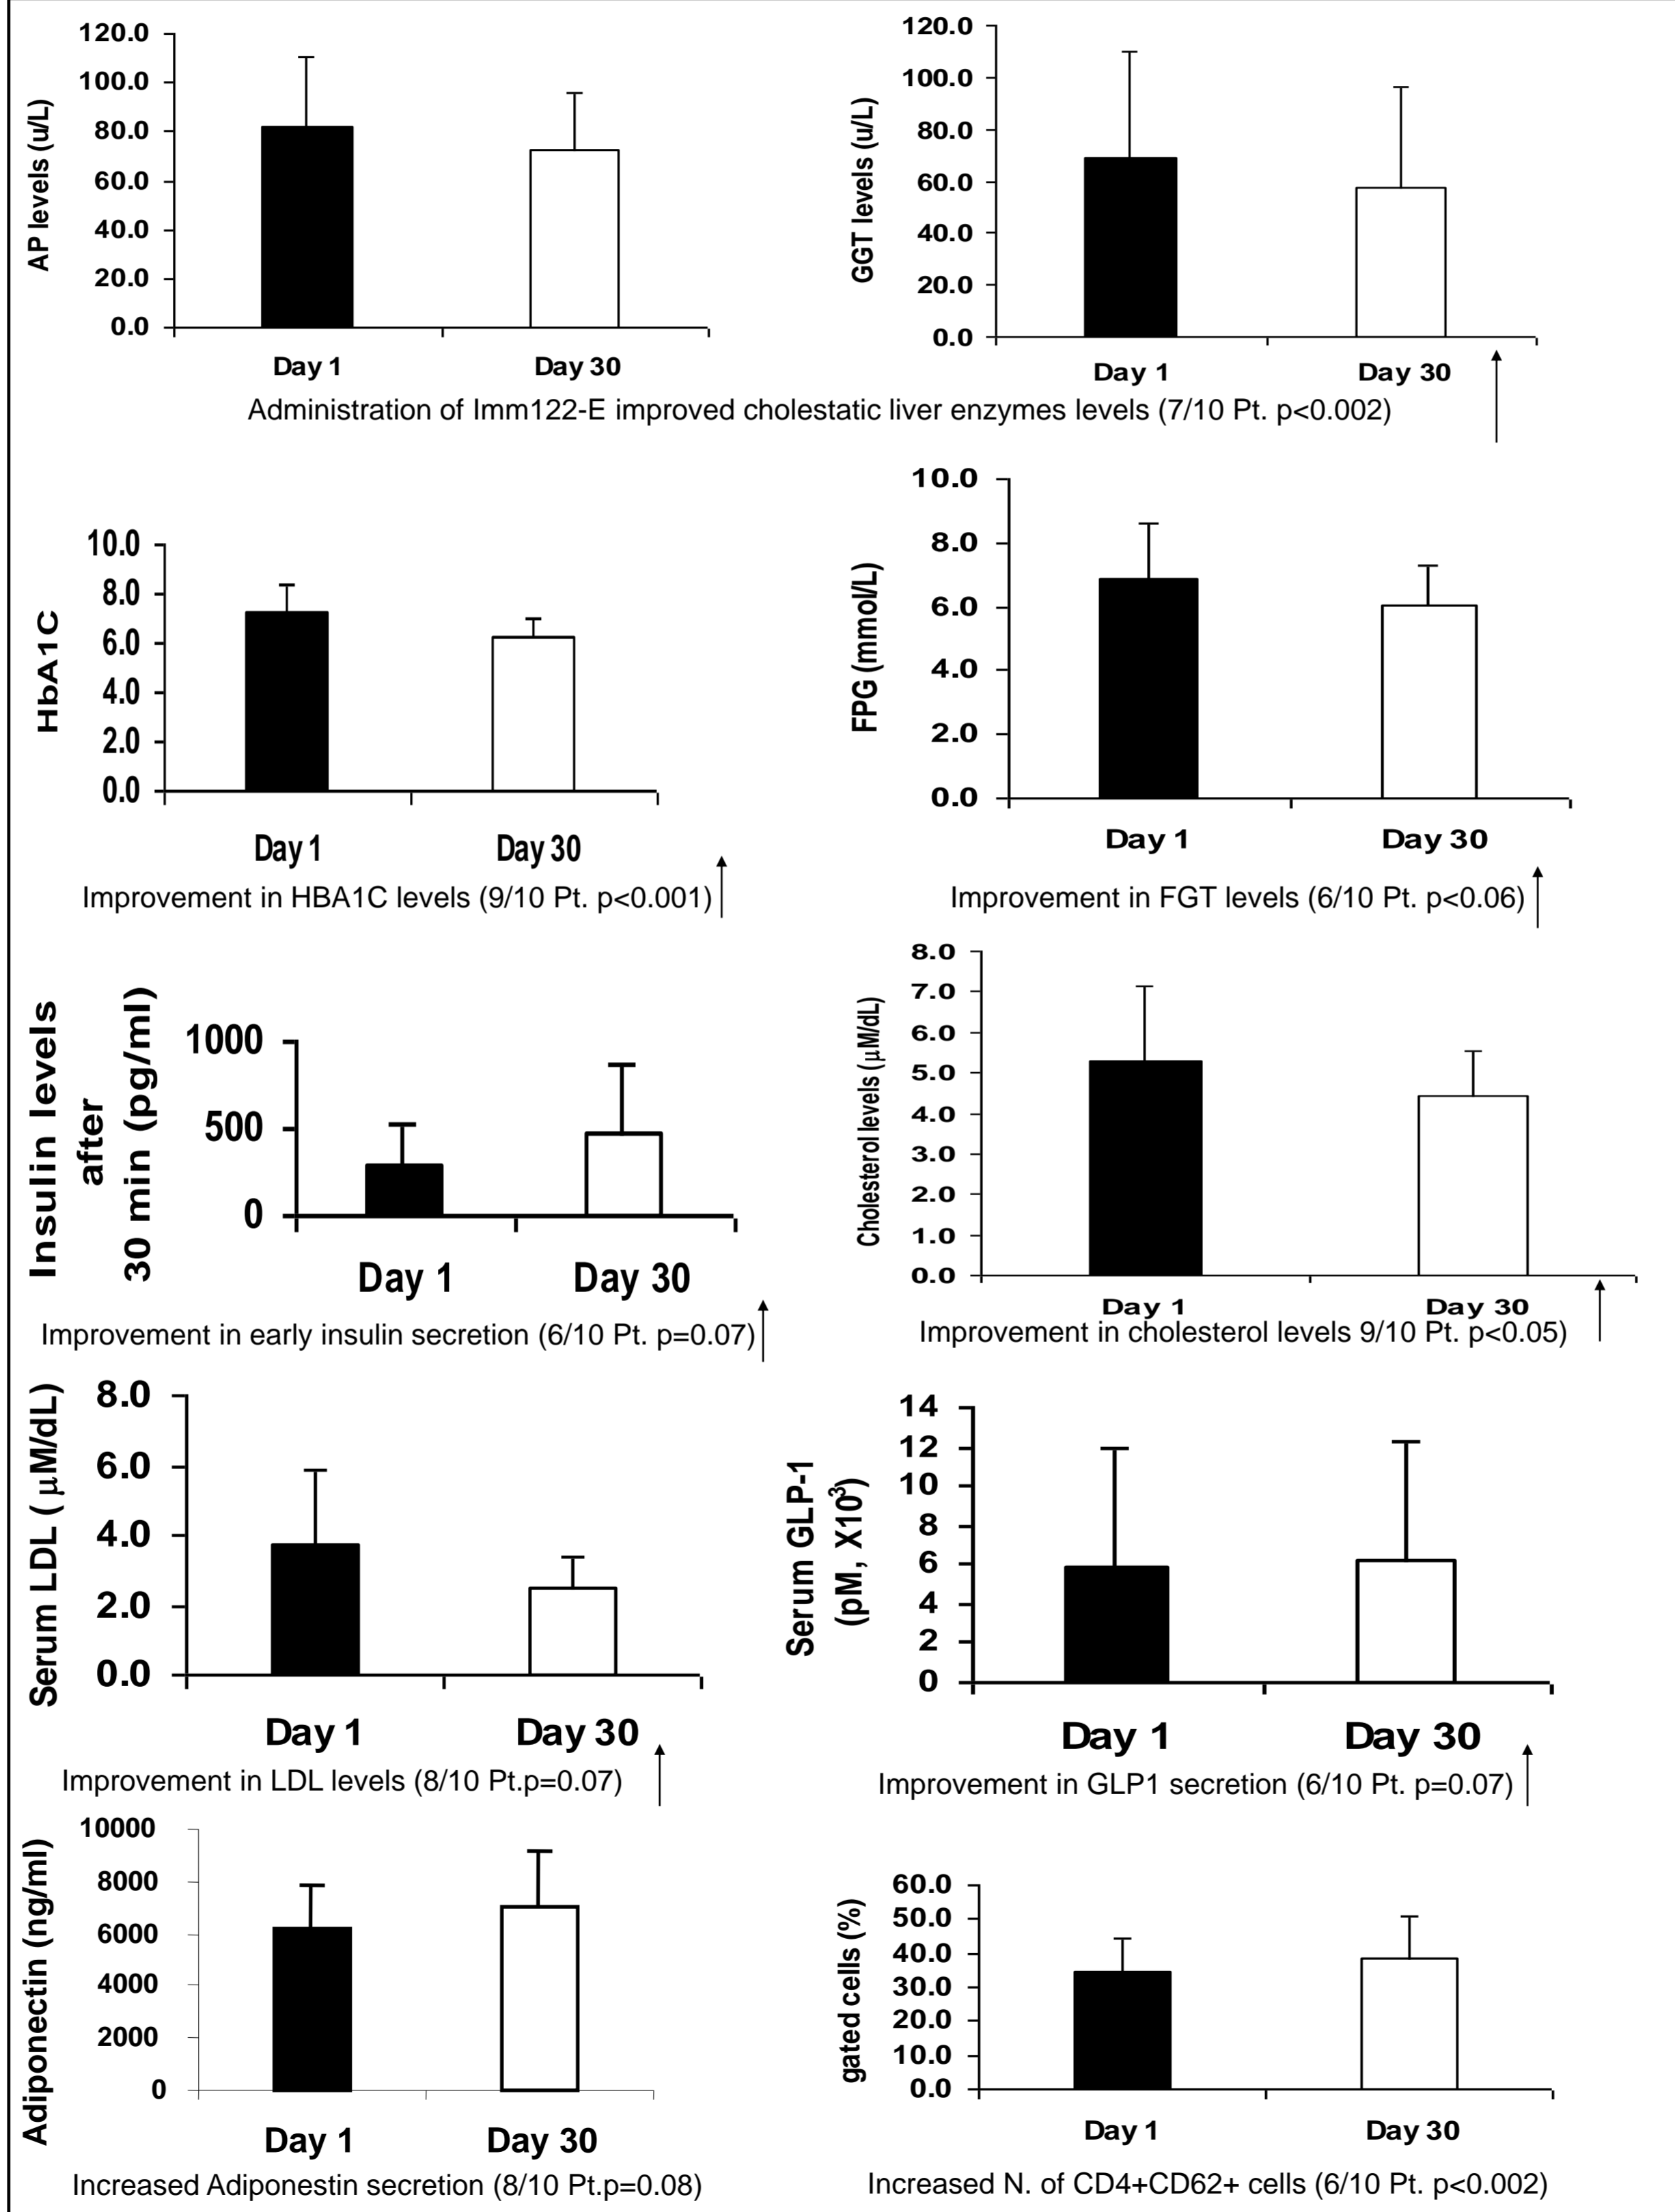 AP levels (u/L)
120.0
100.0
80.0
60.0
40.0
20.0
0.0
Day 1 Day 30
GGT levels (u/L)
120.0
100.0
80.0
60.0
40.0
20.0
0.0
Day 1 Day 30
Administration of Imm122-E improved cholestatic liver enzymes levels (7/10 Pt. p<0.002)
HbA1C
10.0
8.0
6.0
4.0
2.0
0.0
Day 1 Day 30
Improvement in HBA1C levels (9/10 Pt. p<0.001)
FPG (mmol/L)
10.0
8.0
6.0
4.0
2.0
0.0
Day 1 Day 30
Improvement in FGT levels (6/10 Pt. p<0.06)
Insulin levels
after
30 min (pg/ml)
1000
500
0
Day 1 Day 30
Improvement in early insulin secretion (6/10 Pt. p=0.07)
Cholesterol levels (µM/dL)
8.0
7.0
6.0
5.0
4.0
3.0
2.0
1.0
0.0
Day 1 Day 30
Improvement in cholesterol levels 9/10 Pt. p<0.05)
Serum LDL ( µM/dL)
8.0
6.0
4.0
2.0
0.0
Day 1 Day 30
Improvement in LDL levels (8/10 Pt.p=0.07)
Serum GLP-1
(pM, X10³)
14
12
10
8
6
4
2
0
Day 1 Day 30
Improvement in GLP1 secretion (6/10 Pt. p=0.07)
Adiponectin (ng/ml)
10000
8000
6000
4000
2000
0
Day 1 Day 30
Increased Adiponestin secretion (8/10 Pt.p=0.08)
gated cells (%)
60.0
50.0
40.0
30.0
20.0
10.0
0.0
Day 1 Day 30
Increased N. of CD4+CD62+ cells (6/10 Pt. p<0.002)